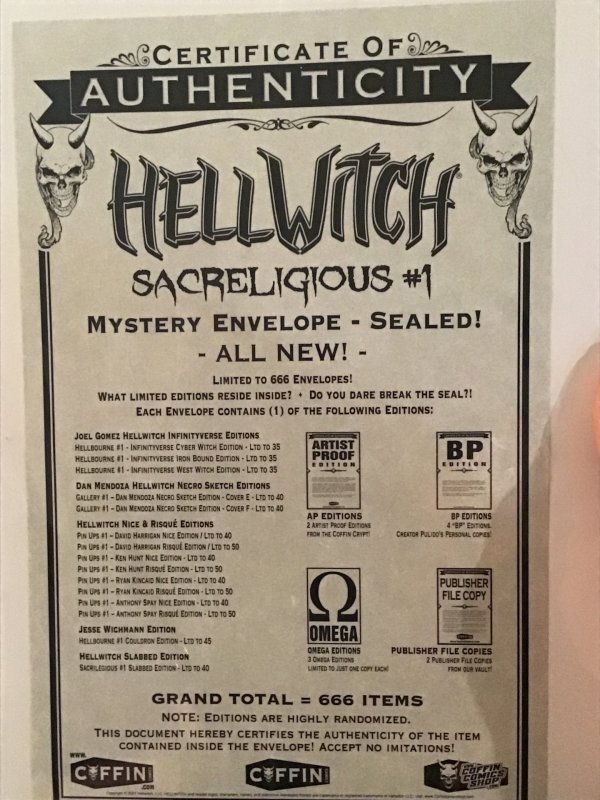 CERTIFICATE OF
AUTHENTICITY
HELLWITCH
SACRELIGIOUS #1
MYSTERY ENVELOPE - SEALED!
- ALL NEW! -
LIMITED TO 666 ENVELOPES!
WHAT LIMITED EDITIONS RESIDE INSIDE? • DO YOU DARE BREAK THE SEAL?!
EACH ENVELOPE CONTAINS (1) OF THE FOLLOWING EDITIONS:
JOEL GOMEZ HELLWITCH INFINITYVERSE EDITIONS
HELLBOURNE #1 - INFINITYVERSE CYBER WITCH EDITION - LTD TO 35
HELLBOURNE #1 - INFINITYVERSE IRON BOUND EDITION - LTD TO 35
HELLBOURNE #1 - INFINITYVERSE WEST WITCH EDITION - LTD TO 35
DAN MENDOZA HELLWITCH NECRO SKETCH EDITIONS
GALLERY #1 - DAN MENDOZA NECRO SKETCH EDITION - COVER E - LTD TO 40
GALLERY #1 - DAN MENDOZA NECRO SKETCH EDITION - COVER F - LTD TO 40
HELLWITCH NICE & RISQUÉ EDITIONS
PIN UPS #1 - DAVID HARRIGAN NICE EDITION / LTD TO 40
PIN UPS #1 - DAVID HARRIGAN RISQUÉ EDITION / LTD TO 50
PIN UPS #1 - KEN HUNT NICE EDITION - LTD TO 40
PIN UPS #1 - KEN HUNT RISQUÉ EDITION - LTD TO 50
PIN UPS #1 - RYAN KINCAID NICE EDITION - LTD TO 40
PIN UPS #1 - RYAN KINCAID RISQUÉ EDITION - LTD TO 50
PIN UPS #1 - ANTHONY SPAY NICE EDITION - LTD TO 40
PIN UPS #1 - ANTHONY SPAY RISQUÉ EDITION - LTD TO 50
JESSE WICHMANN EDITION
HELLBOURNE #1 COULDRON EDITION - LTD TO 45
HELLWITCH SLABBED EDITION
SACRILEGIOUS #1 SLABBED EDITION - LTD TO 40
ARTIST
PROOF
EDITION
AP EDITIONS
2 ARTIST PROOF EDITIONS
FROM THE COFFIN CRYPT!
BP
EDITION
BP EDITIONS
4 "BP" EDITIONS.
CREATOR PULIDO'S PERSONAL COPIES!
Ω
OMEGA
OMEGA EDITIONS
3 OMEGA EDITIONS
LIMITED TO JUST ONE COPY EACH!
PUBLISHER
FILE COPY
PUBLISHER FILE COPIES
2 PUBLISHER FILE COPIES
FROM OUR VAULT!
GRAND TOTAL = 666 ITEMS
NOTE: EDITIONS ARE HIGHLY RANDOMIZED.
THIS DOCUMENT HEREBY CERTIFIES THE AUTHENTICITY OF THE ITEM
CONTAINED INSIDE THE ENVELOPE! ACCEPT NO IMITATIONS!
WWW.
COFFIN
.COM
COFFIN
COFFIN
COMICS
SHOP